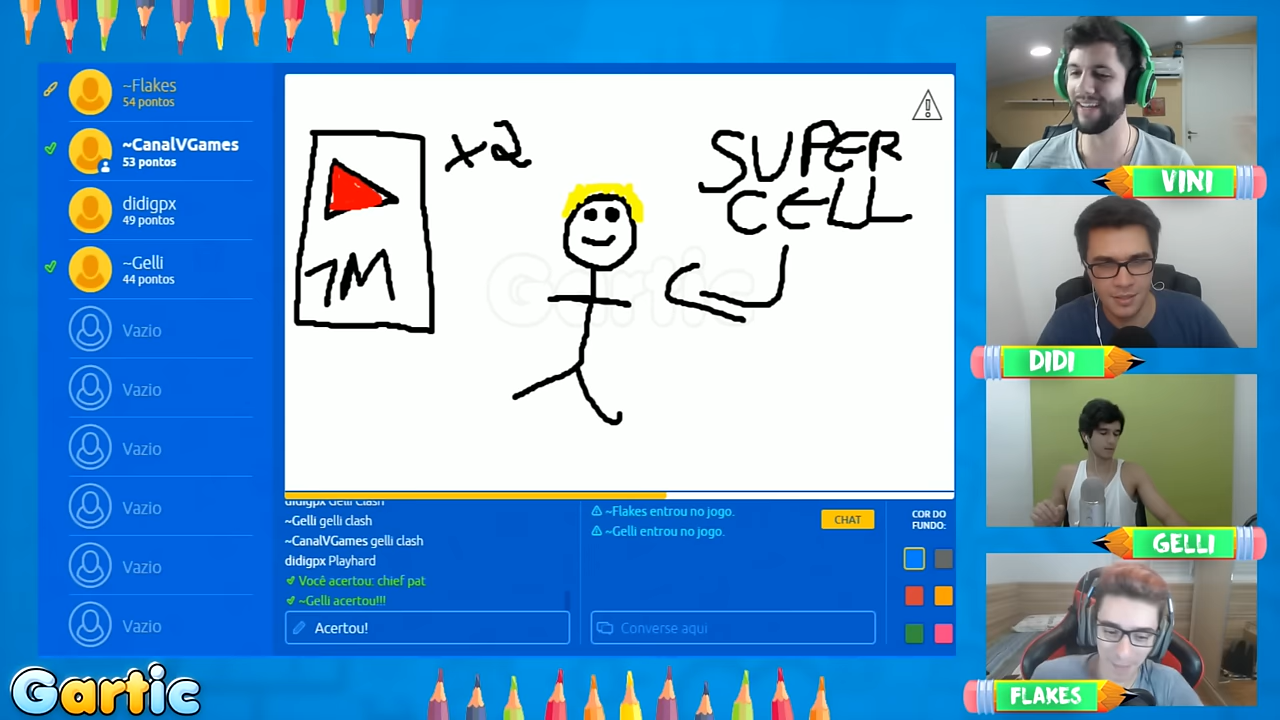 ~Flakes
54 pontos
~CanalVGames
53 pontos
didigpx
49 pontos
~Gelli
44 pontos
Vazio
Vazio
Vazio
Vazio
Vazio
Vazio
x2
1M
SUPER
CELL
Gartic
didigpx Gelli Clash
~Gelli gelli clash
~CanalVGames gelli clash
didigpx Playhard
Você acertou: chief pat
~Gelli acertou!!!
Acertou!
~Flakes entrou no jogo.
~Gelli entrou no jogo.
CHAT
Converse aqui
COR DO
FUNDO:
VINI
DIDI
GELLI
FLAKES
Gartic